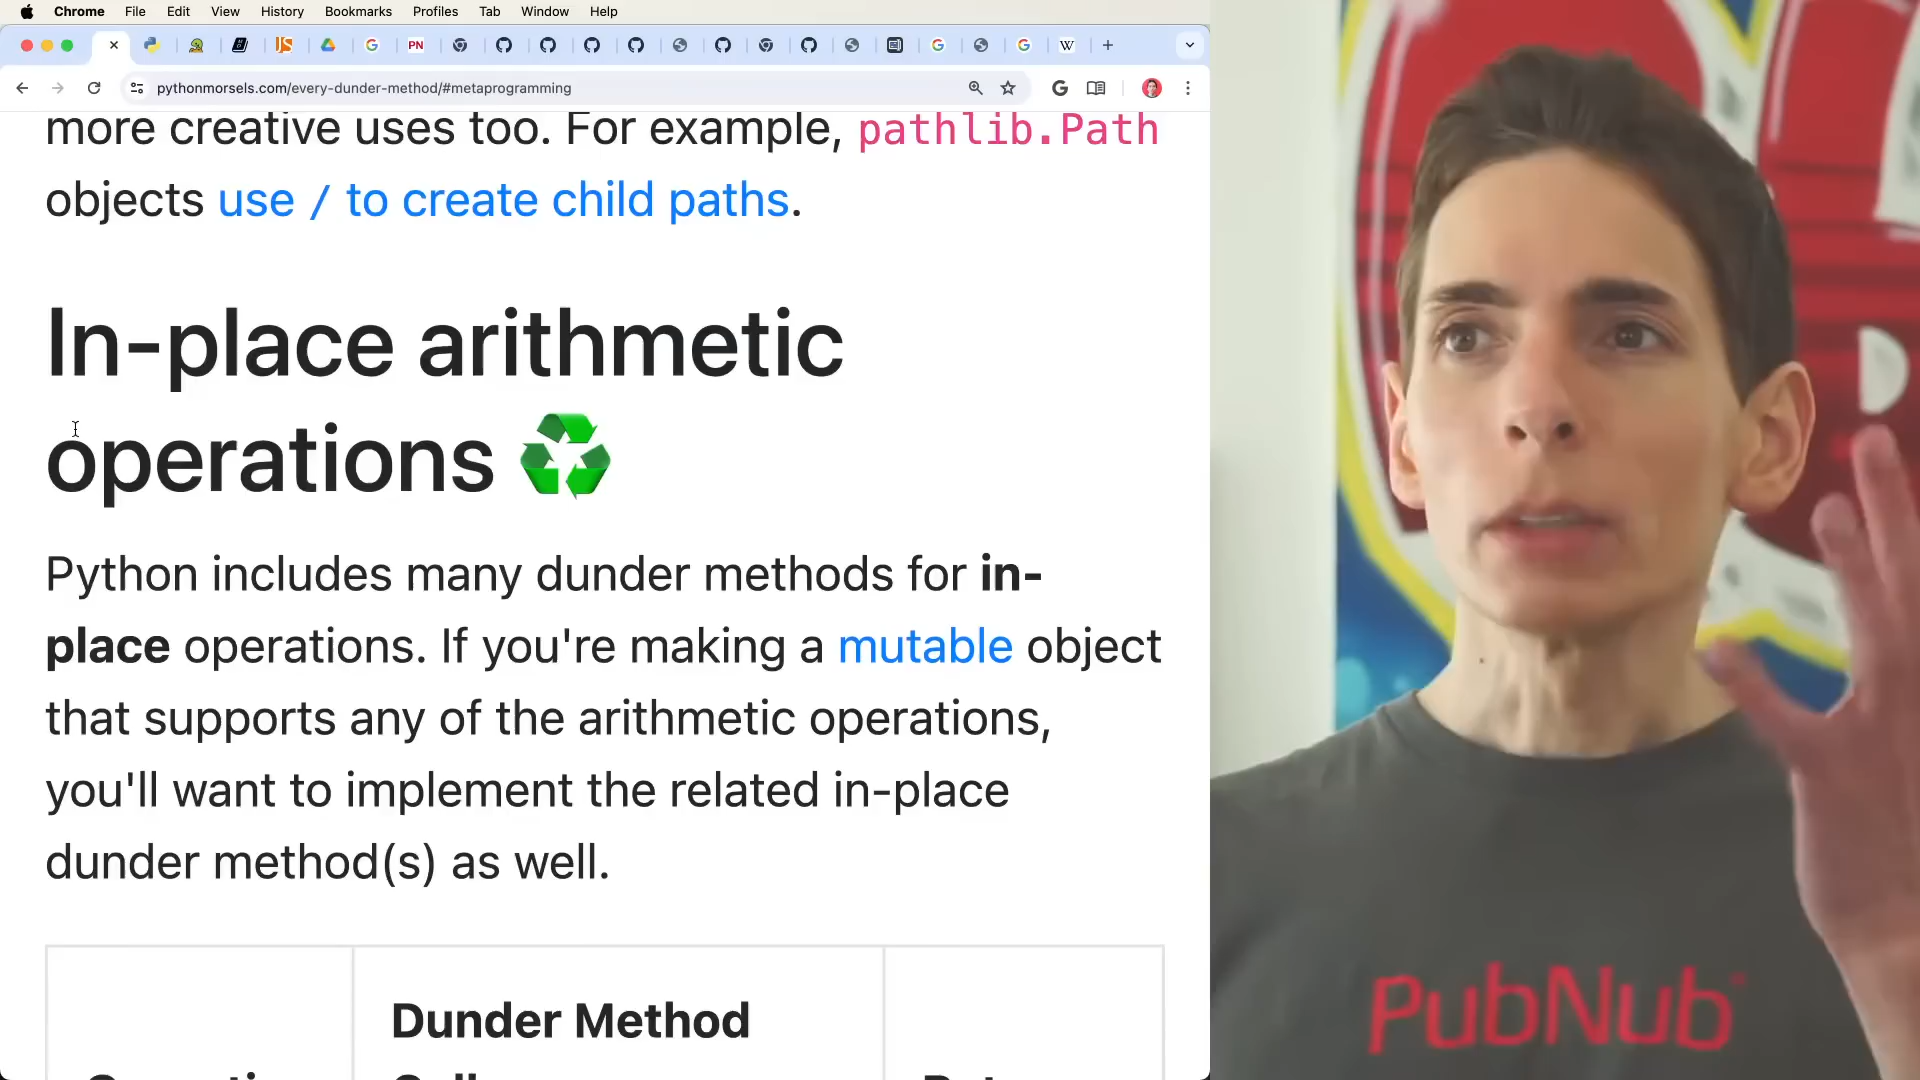 Chrome File Edit View History Bookmarks Profiles Tab Window Help
JS G PN G G W
pythonmorsels.com/every-dunder-method/#metaprogramming
more creative uses too. For example, pathlib.Path
objects use / to create child paths.
In-place arithmetic
operations
Python includes many dunder methods for in-
place operations. If you're making a mutable object
that supports any of the arithmetic operations,
you'll want to implement the related in-place
dunder method(s) as well.
Dunder Method
PubNub